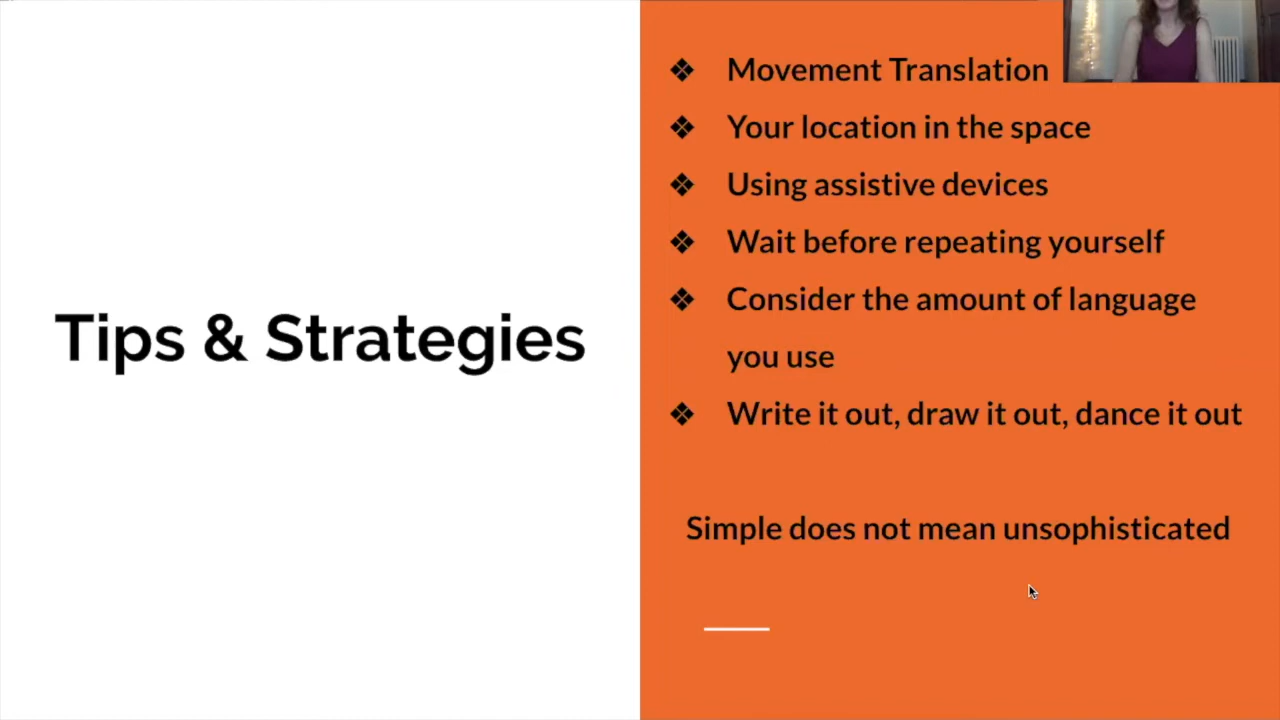 Tips & Strategies
❖ Movement Translation
❖ Your location in the space
❖ Using assistive devices
❖ Wait before repeating yourself
❖ Consider the amount of language
you use
❖ Write it out, draw it out, dance it out
Simple does not mean unsophisticated